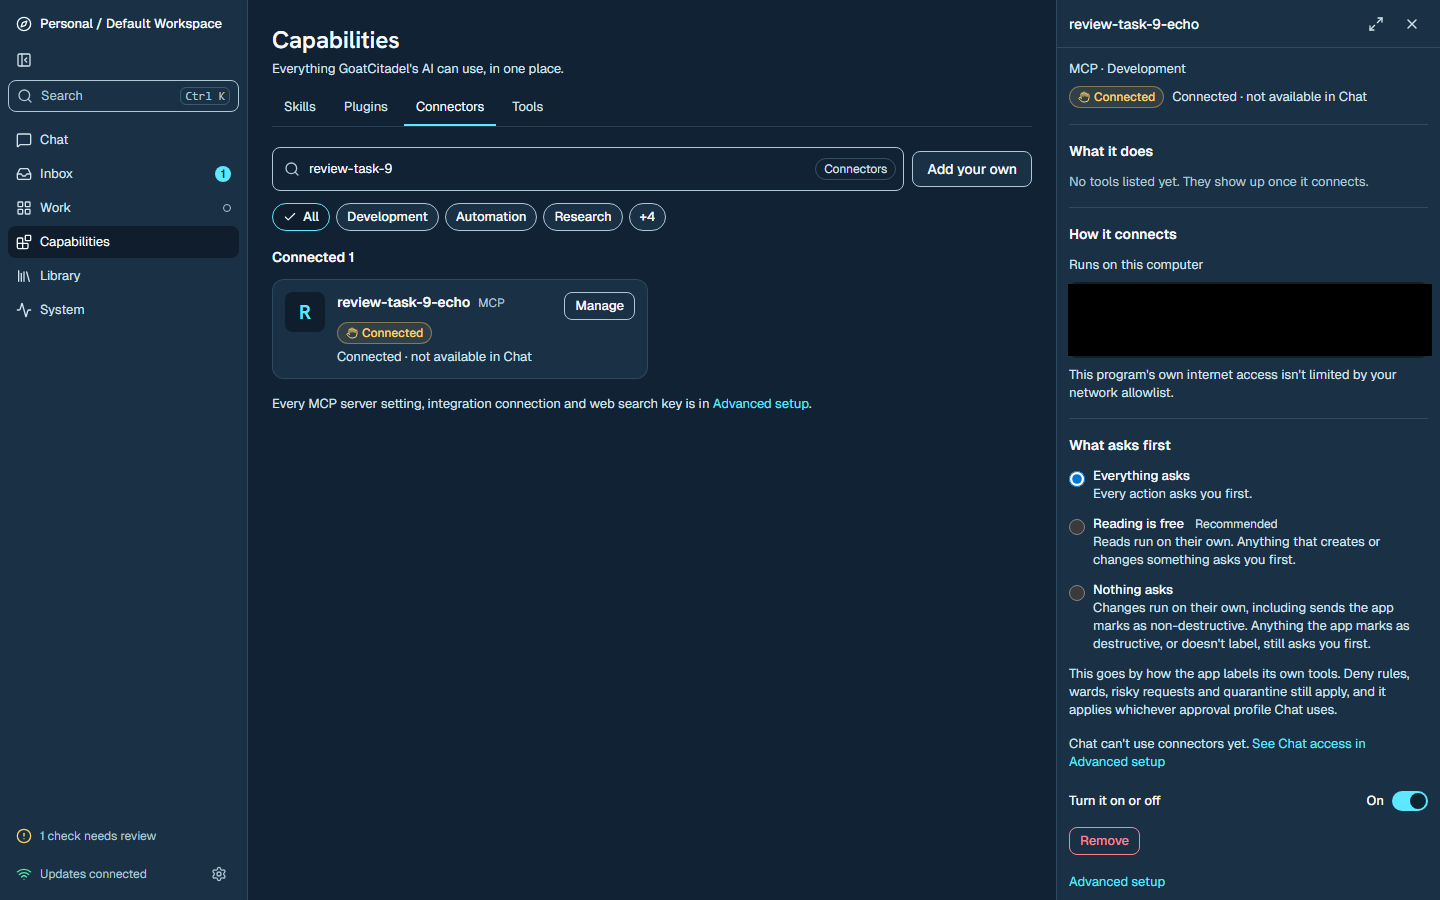 Personal / Default Workspace
Search
Ctrl K
Chat
Inbox
1
Work
Capabilities
Library
System
1 check needs review
Updates connected
Capabilities
Everything GoatCitadel's AI can use, in one place.
Skills
Plugins
Connectors
Tools
review-task-9
Connectors
Add your own
All
Development
Automation
Research
+4
Connected 1
R
review-task-9-echo MCP
Manage
Connected
Connected · not available in Chat
Every MCP server setting, integration connection and web search key is in Advanced setup.
review-task-9-echo
MCP · Development
Connected
Connected · not available in Chat
What it does
No tools listed yet. They show up once it connects.
How it connects
Runs on this computer
This program's own internet access isn't limited by your
network allowlist.
What asks first
Everything asks
Every action asks you first.
Reading is free Recommended
Reads run on their own. Anything that creates or
changes something asks you first.
Nothing asks
Changes run on their own, including sends the app
marks as non-destructive. Anything the app marks as
destructive, or doesn't label, still asks you first.
This goes by how the app labels its own tools. Deny rules,
wards, risky requests and quarantine still apply, and it
applies whichever approval profile Chat uses.
Chat can't use connectors yet. See Chat access in
Advanced setup
Turn it on or off
On
Remove
Advanced setup